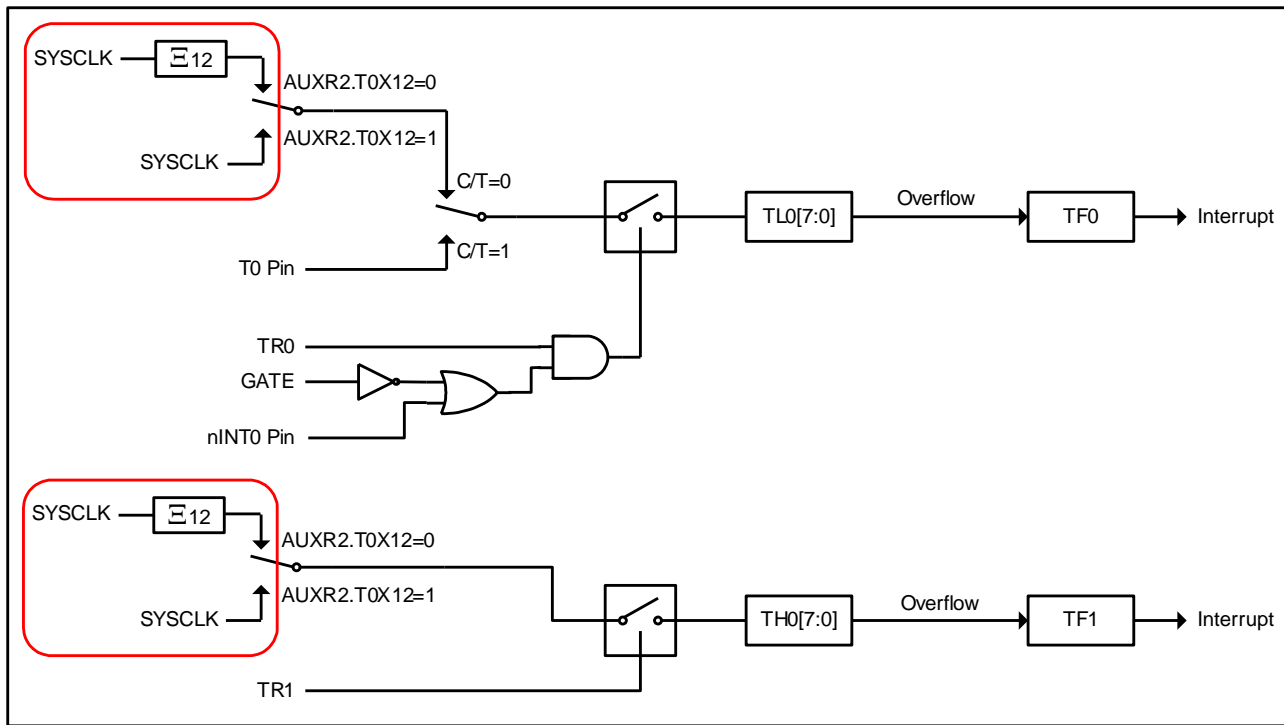 SYSCLK
Ξ12
AUXR2.T0X12=0
AUXR2.T0X12=1
SYSCLK
C/T=0
C/T=1
T0 Pin
TL0[7:0]
Overflow
TF0
Interrupt
TR0
GATE
nINT0 Pin
SYSCLK
Ξ12
AUXR2.T0X12=0
AUXR2.T0X12=1
SYSCLK
TH0[7:0]
Overflow
TF1
Interrupt
TR1